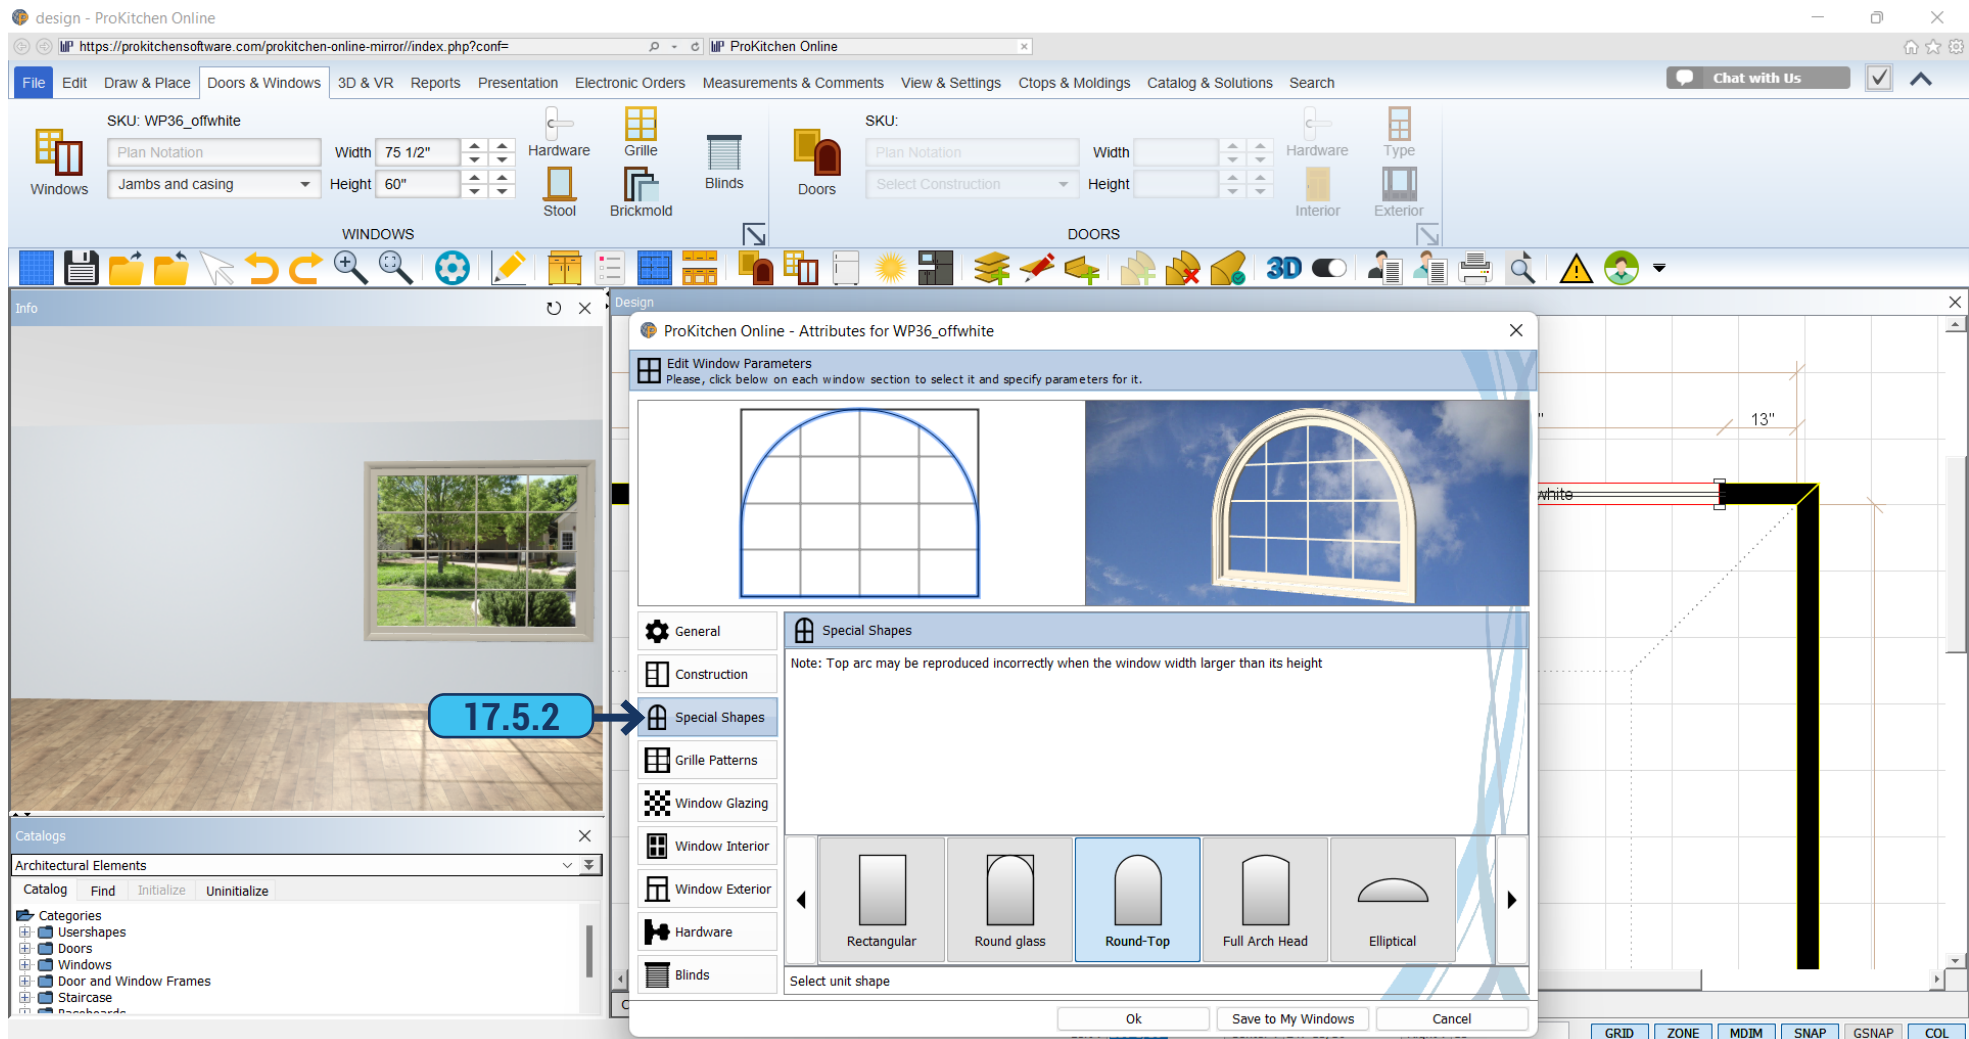 design - ProKitchen Online
https://prokitchensoftware.com/prokitchen-online-mirror//index.php?conf=
ProKitchen Online
File Edit Draw & Place Doors & Windows 3D & VR Reports Presentation Electronic Orders Measurements & Comments View & Settings Ctops & Moldings Catalog & Solutions Search
Chat with Us
SKU: WP36_offwhite
Plan Notation
Width 75 1/2"
Windows
Jambs and casing
Height 60"
Hardware
Grille
Stool
Brickmold
Blinds
WINDOWS
SKU:
Plan Notation
Width
Doors
Select Construction
Height
Hardware
Type
Interior
Exterior
DOORS
3D
Info
Design
ProKitchen Online - Attributes for WP36_offwhite
Edit Window Parameters
Please, click below on each window section to select it and specify parameters for it.
13"
white
General
Construction
17.5.2
Special Shapes
Grille Patterns
Window Glazing
Window Interior
Window Exterior
Hardware
Blinds
Special Shapes
Note: Top arc may be reproduced incorrectly when the window width larger than its height
Rectangular
Round glass
Round-Top
Full Arch Head
Elliptical
Select unit shape
Ok
Save to My Windows
Cancel
Catalogs
Architectural Elements
Catalog Find Initialize Uninitialize
Categories
Usershapes
Doors
Windows
Door and Window Frames
Staircase
Baseboards
GRID ZONE MDIM SNAP GSNAP COL